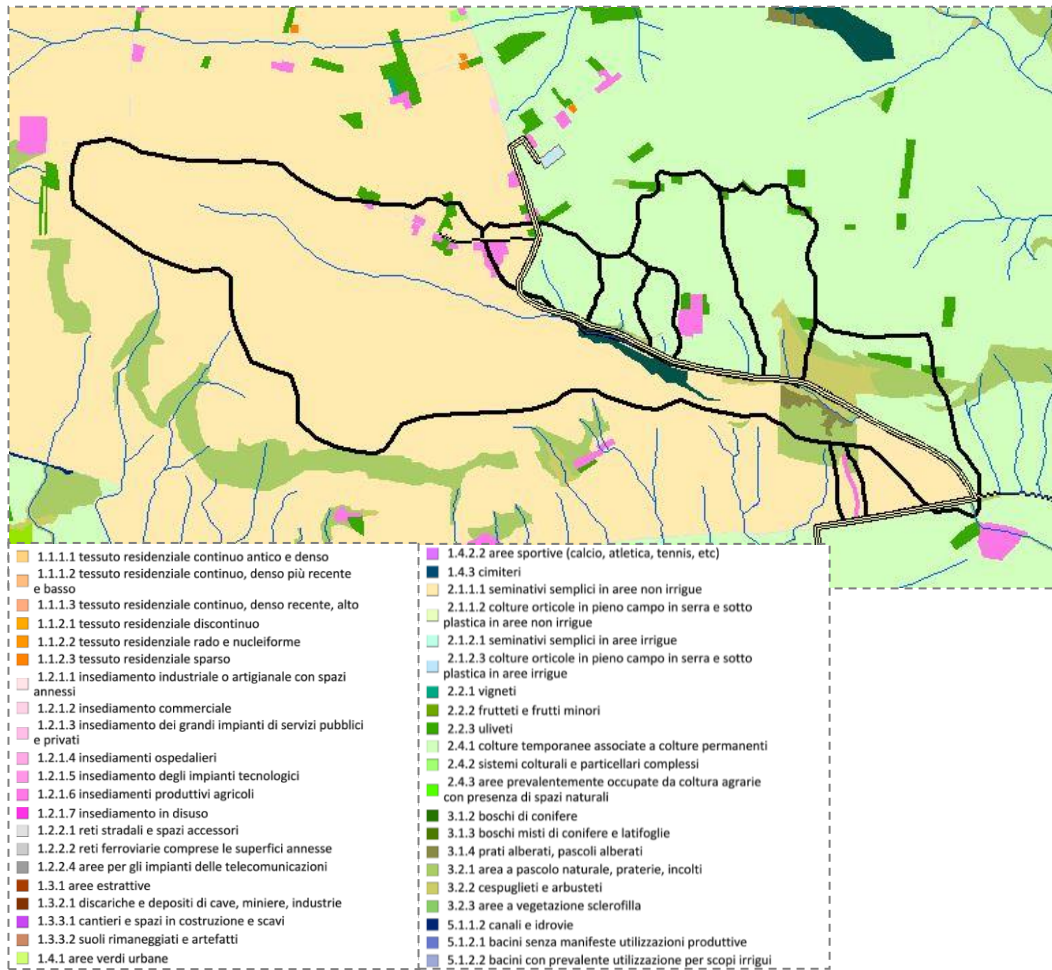 1.1.1.1 tessuto residenziale continuo antico e denso
1.1.1.2 tessuto residenziale continuo, denso più recente
e basso
1.1.1.3 tessuto residenziale continuo, denso recente, alto
1.1.2.1 tessuto residenziale discontinuo
1.1.2.2 tessuto residenziale rado e nucleiforme
1.1.2.3 tessuto residenziale sparso
1.2.1.1 insediamento industriale o artigianale con spazi
annessi
1.2.1.2 insediamento commerciale
1.2.1.3 insediamento dei grandi impianti di servizi pubblici
e privati
1.2.1.4 insediamenti ospedalieri
1.2.1.5 insediamento degli impianti tecnologici
1.2.1.6 insediamenti produttivi agricoli
1.2.1.7 insediamento in disuso
1.2.2.1 reti stradali e spazi accessori
1.2.2.2 reti ferroviarie comprese le superfici annesse
1.2.2.4 aree per gli impianti delle telecomunicazioni
1.3.1 aree estrattive
1.3.2.1 discariche e depositi di cave, miniere, industrie
1.3.3.1 cantieri e spazi in costruzione e scavi
1.3.3.2 suoli rimaneggiati e artefatti
1.4.1 aree verdi urbane
1.4.2.2 aree sportive (calcio, atletica, tennis, etc)
1.4.3 cimiteri
2.1.1.1 seminativi semplici in aree non irrigue
2.1.1.2 colture orticole in pieno campo in serra e sotto
plastica in aree non irrigue
2.1.2.1 seminativi semplici in aree irrigue
2.1.2.3 colture orticole in pieno campo in serra e sotto
plastica in aree irrigue
2.2.1 vigneti
2.2.2 frutteti e frutti minori
2.2.3 uliveti
2.4.1 colture temporanee associate a colture permanenti
2.4.2 sistemi colturali e particellari complessi
2.4.3 aree prevalentemente occupate da coltura agrarie
con presenza di spazi naturali
3.1.2 boschi di conifere
3.1.3 boschi misti di conifere e latifoglie
3.1.4 prati alberati, pascoli alberati
3.2.1 area a pascolo naturale, praterie, incolti
3.2.2 cespuglieti e arbusteti
3.2.3 aree a vegetazione sclerofilla
5.1.1.2 canali e idrovie
5.1.2.1 bacini senza manifeste utilizzazioni produttive
5.1.2.2 bacini con prevalente utilizzazione per scopi irrigui